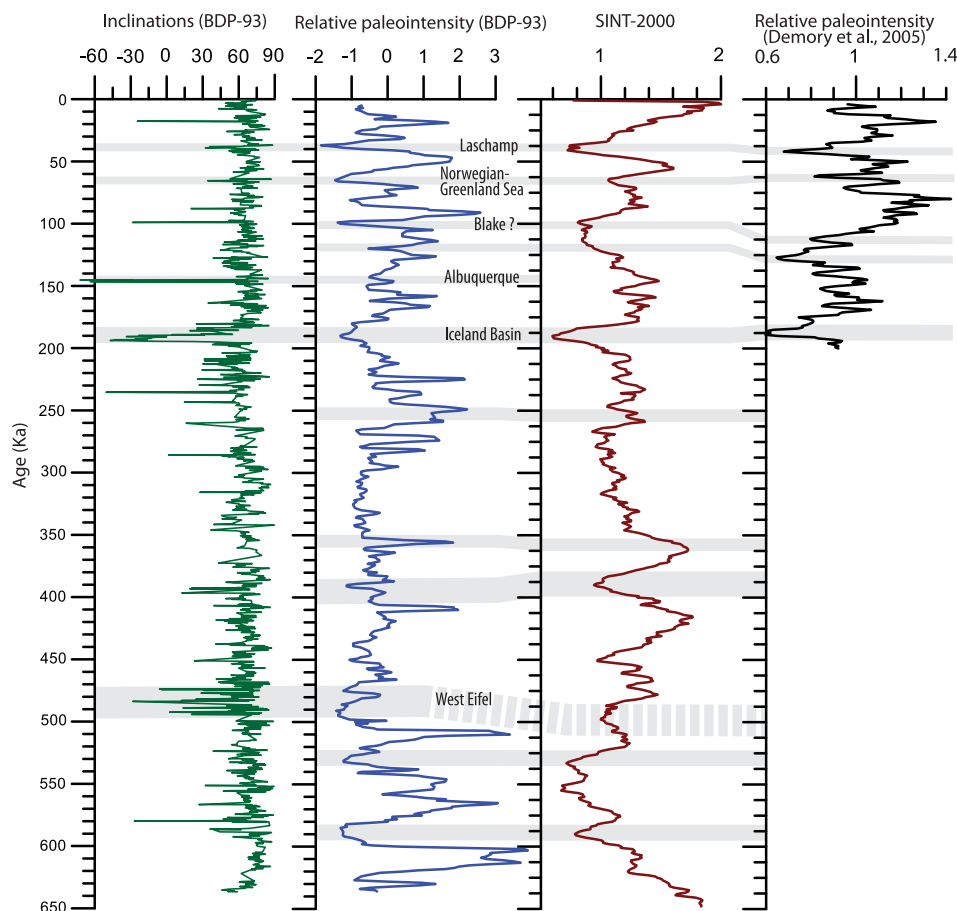 Inclinations (BDP-93)
Relative paleointensity (BDP-93)
SINT-2000
Relative paleointensity
(Demory et al., 2005)
-60 -30 0 30 60 90
-2 -1 0 1 2 3
1 2
0.6 1 1.4
Age (Ka)
0
50
100
150
200
250
300
350
400
450
500
550
600
650
Laschamp
Norwegian-
Greenland Sea
Blake ?
Albuquerque
Iceland Basin
West Eifel